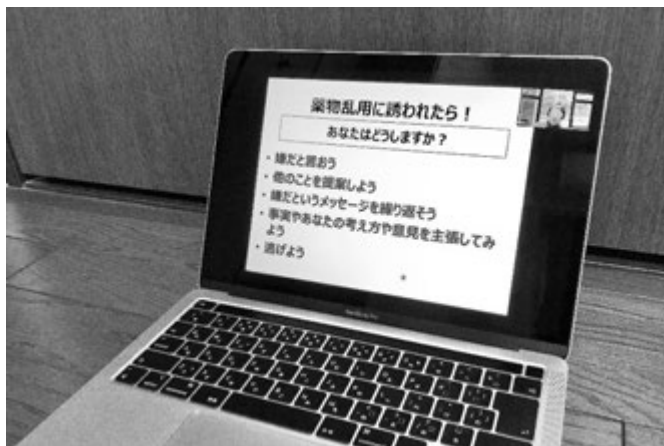 薬物乱用に誘われたら！
あなたはどうしますか？
・嫌だと言おう
・他のことを提案しよう
・嫌だというメッセージを繰り返そう
・事実やあなたの考え方や意見を主張してみ
よう
・逃げよう
MacBook Pro